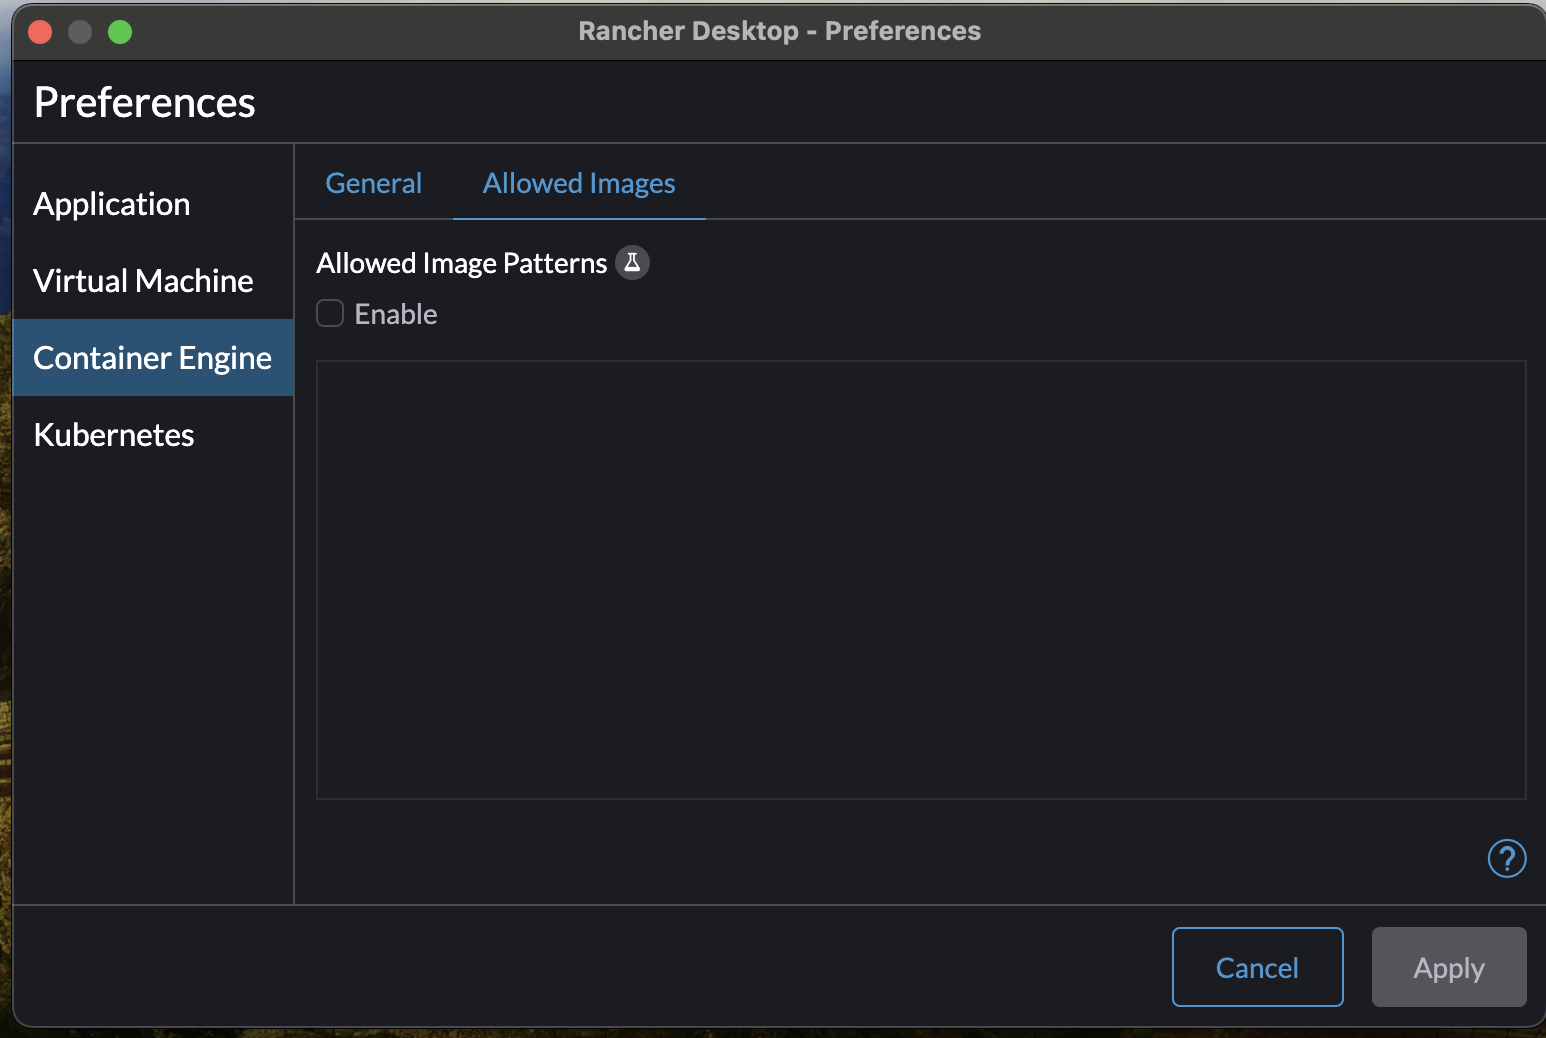 Rancher Desktop - Preferences
Preferences
Application
Virtual Machine
Container Engine
Kubernetes
General
Allowed Images
Allowed Image Patterns
Enable
?
Cancel
Apply